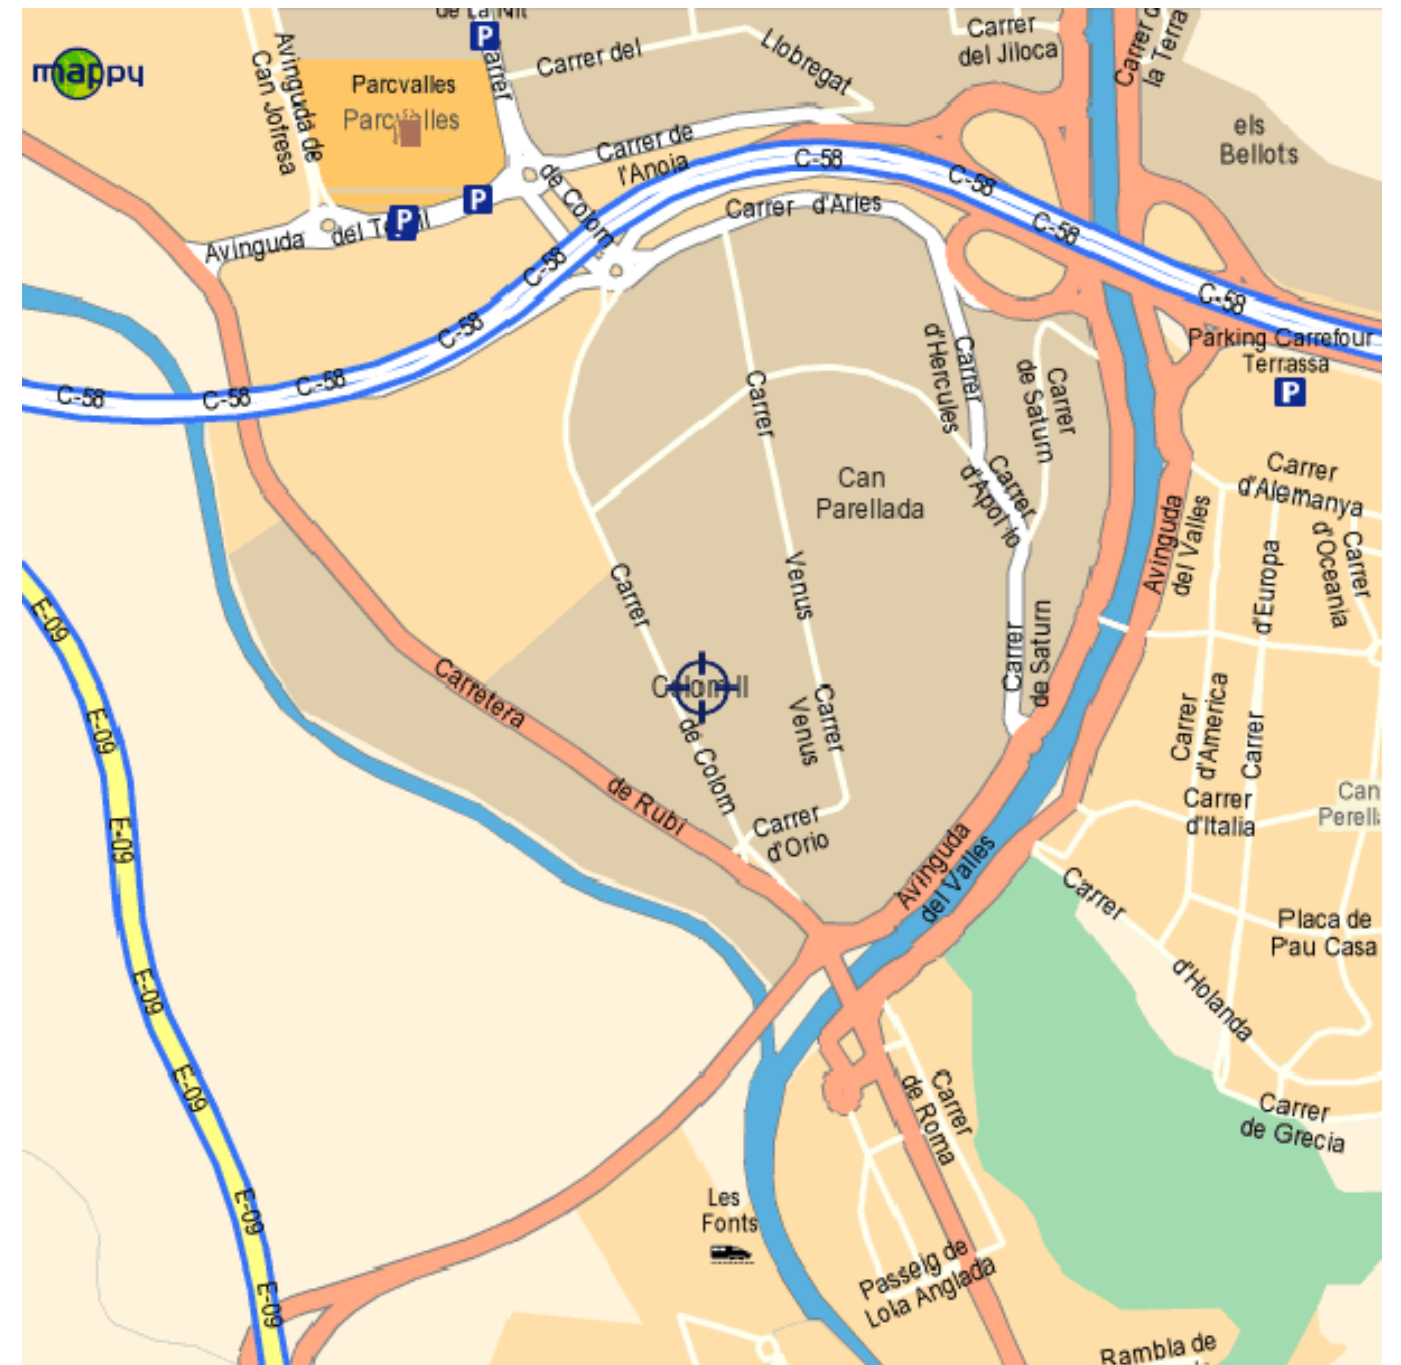 mappy
de La Nit
P
Carrer
Carrer del
Llobregat
Carrer
del Jiloca
Carrer d
la Terra
Avinguda de
Can Jofresa
Parcvalles
Parcvalles
els
Bellots
Carrer de
l'Anoia
de Colom
C-58
C-58
C-58
C-58
P
P
Avinguda
del
Carrer d'Arles
C-58
C-58
C-58
C-58
C-58
Parking Carrefour
Terrassa
P
Carrer
d'Hercules
Carrer
de Saturn
Carrer
Can
Parellada
Carrer
d'Apol lo
Carrer
d'Alemanya
Carrer
d'Oceania
d'Europa
Avinguda
del Valles
Venus
Carrer
E-09
Carrer
de Saturn
Colom II
Carretera
Carrer
Venus
de Colom
Carrer
d'America
Carrer
E-09
de Rubi
Carrer
d'Orio
Carrer
d'Italia
Can
Perell
E-09
Avinguda
del Valles
Carrer
d'Holanda
Placa de
Pau Casa
E-09
E-09
Carrer
de Roma
Carrer
de Grecia
Les
Fonts
E-09
E-09
Passeig de
Lola Anglada
Rambla de